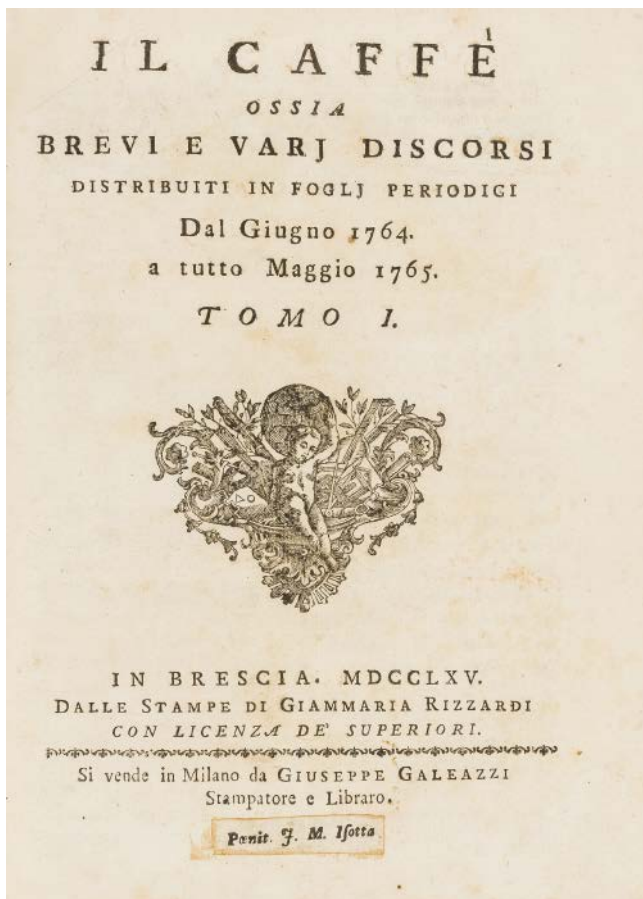 IL CAFFÈ
OSSIA
BREVI E VARJ DISCORSI
DISTRIBUITI IN FOGLJ PERIODICI
Dal Giugno 1764.
a tutto Maggio 1765.
TOMO I.
IN BRESCIA. MDCCLXV.
DALLE STAMPE DI GIAMMARIA RIZZARDI
CON LICENZA DE' SUPERIORI.
Si vende in Milano da GIUSEPPE GALEAZZI
Stampatore e Libraro.
Pœnit. J. M. Iſotta